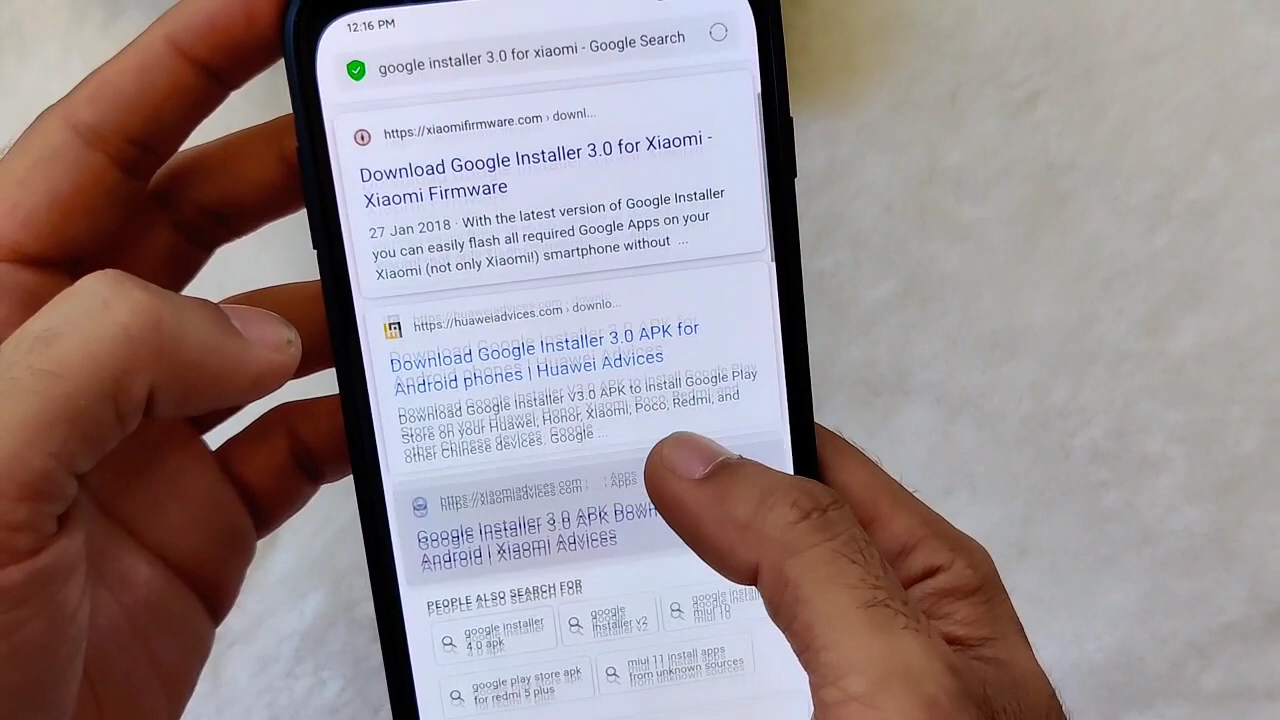 12:16 PM
google installer 3.0 for xiaomi - Google Search
https://xiaomifirmware.com › downl...
Download Google Installer 3.0 for Xiaomi -
Xiaomi Firmware
27 Jan 2018 · With the latest version of Google Installer
you can easily flash all required Google Apps on your
Xiaomi (not only Xiaomi!) smartphone without ...
https://huaweiadvices.com › downlo...
Download Google Installer 3.0 APK for
Android phones | Huawei Advices
Download Google Installer V3.0 APK to Install Google Play
Store on your Huawei, Honor, Xiaomi, Poco, Redmi, and
other Chinese devices. Google ...
https://xiaomiadvices.com › ... › Apps
Google Installer 3.0 APK Down
Android | Xiaomi Advices
PEOPLE ALSO SEARCH FOR
google installer
4.0 apk
google
installer v2
google install
miui 10
google play store apk
for redmi 5 plus
miui 11 install apps
from unknown sources